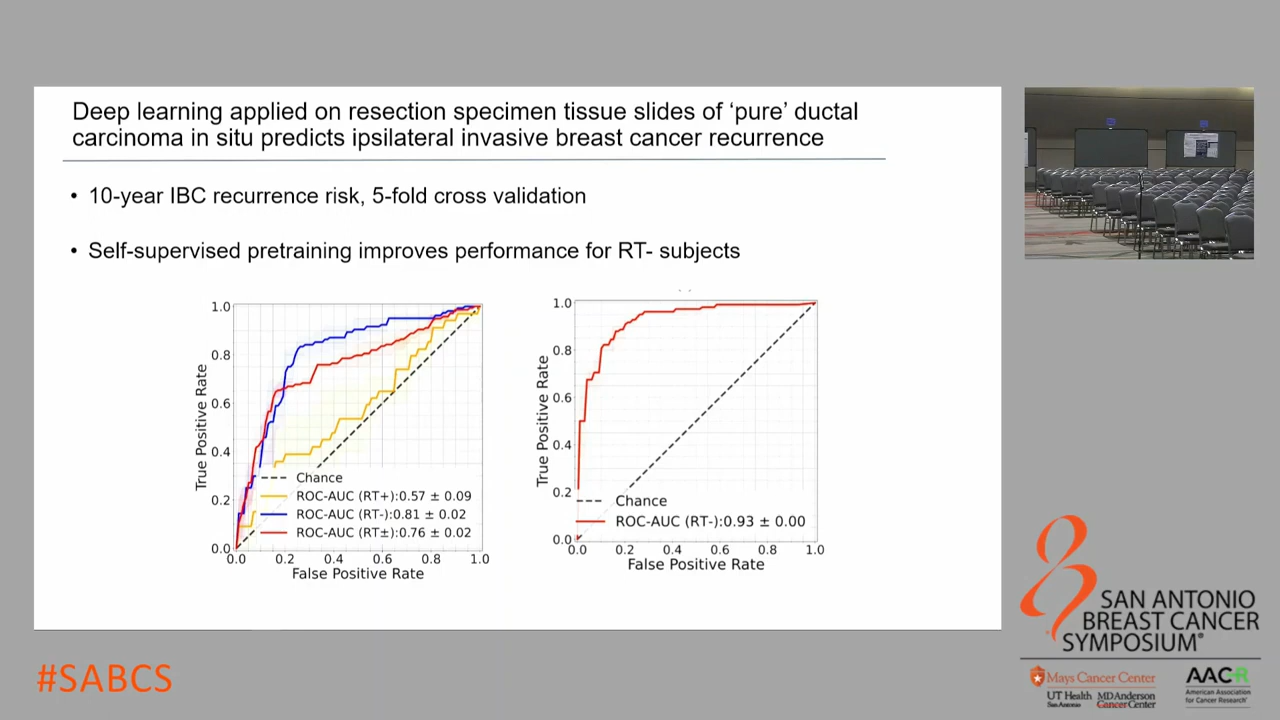 Deep learning applied on resection specimen tissue slides of ‘pure’ ductal
carcinoma in situ predicts ipsilateral invasive breast cancer recurrence
• 10-year IBC recurrence risk, 5-fold cross validation
• Self-supervised pretraining improves performance for RT- subjects
1.0
0.8
0.6
0.4
0.2
0.0
True Positive Rate
Chance
ROC-AUC (RT+):0.57 ± 0.09
ROC-AUC (RT-):0.81 ± 0.02
ROC-AUC (RT±):0.76 ± 0.02
0.0 0.2 0.4 0.6 0.8 1.0
False Positive Rate
1.0
0.8
0.6
0.4
0.2
0.0
True Positive Rate
Chance
ROC-AUC (RT-):0.93 ± 0.00
0.0 0.2 0.4 0.6 0.8 1.0
False Positive Rate
SAN ANTONIO
BREAST CANCER
SYMPOSIUM®
#SABCS
Mays Cancer Center
UT Health
San Antonio
MD Anderson
Cancer Center
AACR
American Association
for Cancer Research®